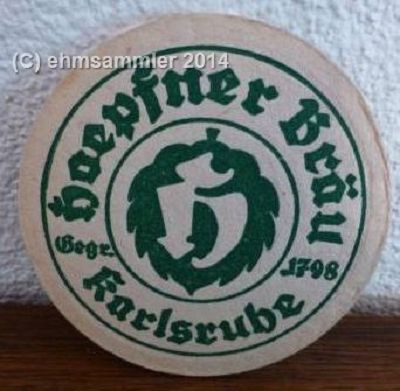 (C) ehmsammler 2014
Hoepfner Bräu
H
Gegr. 1798
Karlsruhe